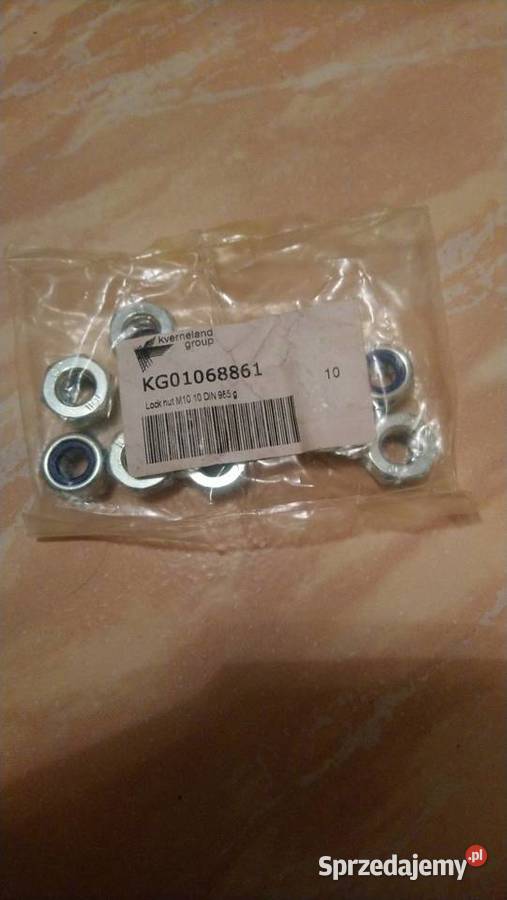 kverneland
group
KG01068861
10
Lock nut M10 10 DIN 985 g
Sprzedajemy.pl